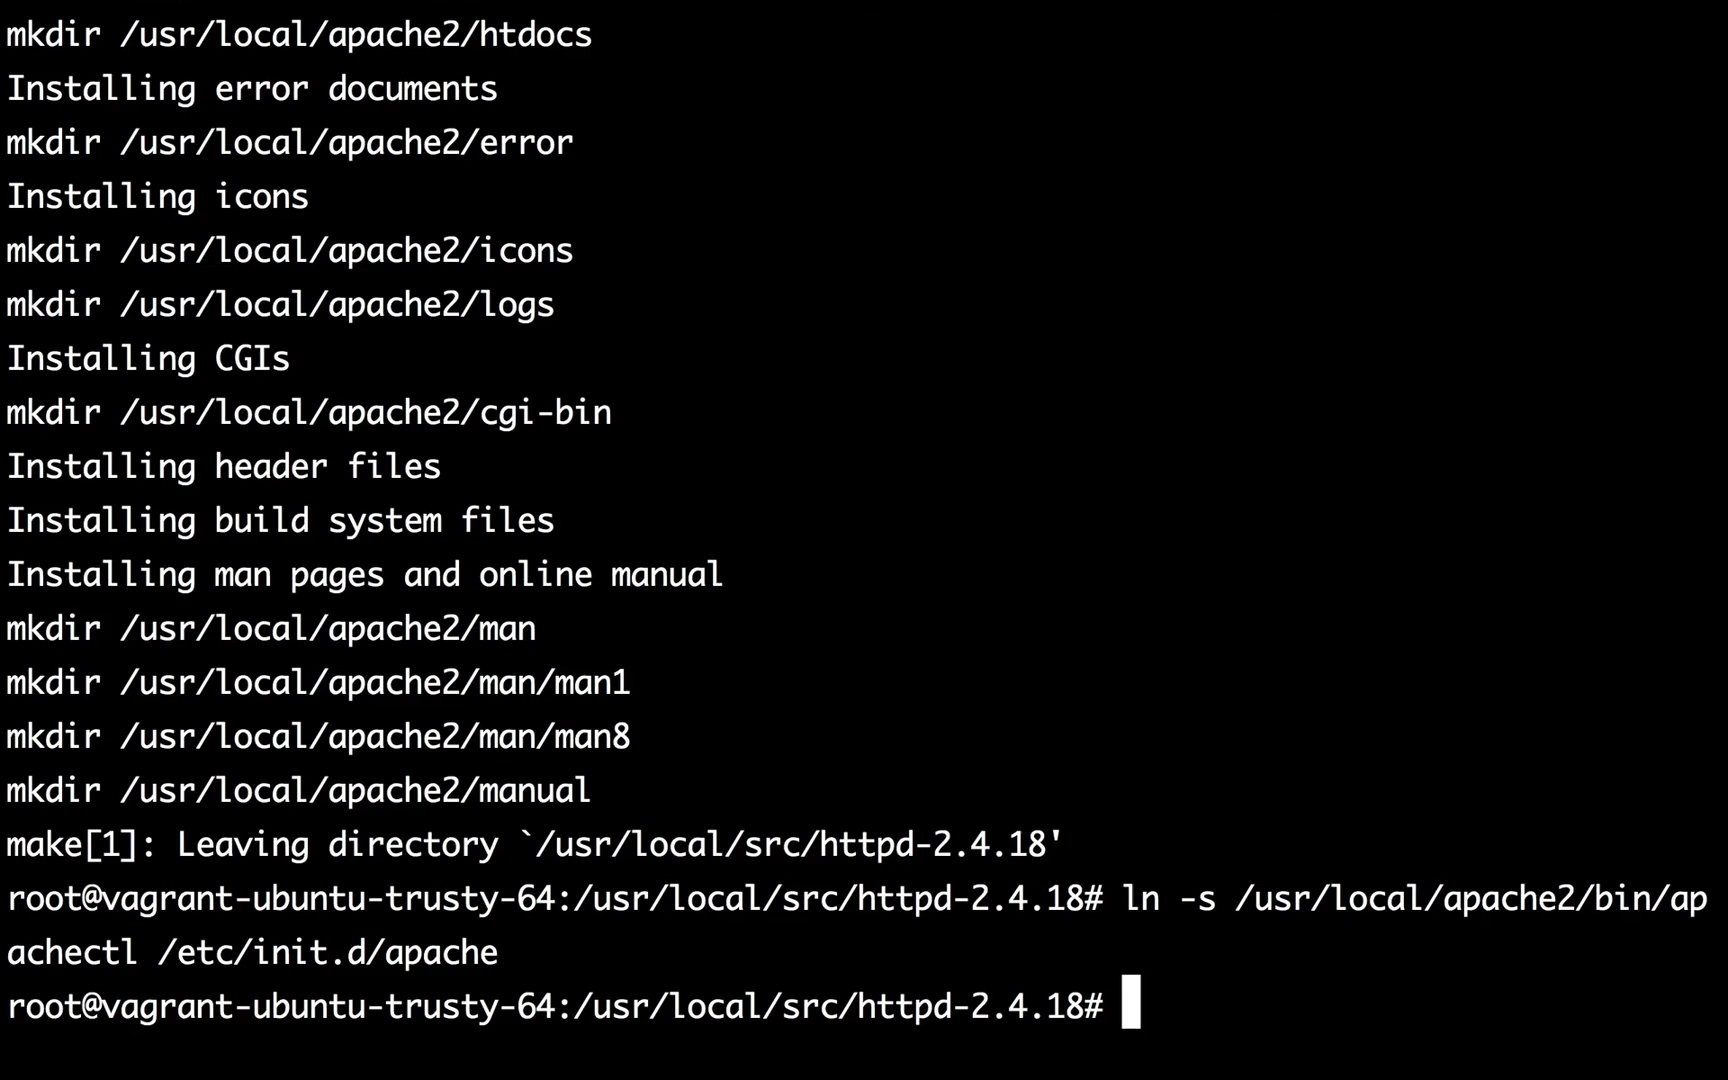 mkdir /usr/local/apache2/htdocs
Installing error documents
mkdir /usr/local/apache2/error
Installing icons
mkdir /usr/local/apache2/icons
mkdir /usr/local/apache2/logs
Installing CGIs
mkdir /usr/local/apache2/cgi-bin
Installing header files
Installing build system files
Installing man pages and online manual
mkdir /usr/local/apache2/man
mkdir /usr/local/apache2/man/man1
mkdir /usr/local/apache2/man/man8
mkdir /usr/local/apache2/manual
make[1]: Leaving directory `/usr/local/src/httpd-2.4.18'
root@vagrant-ubuntu-trusty-64:/usr/local/src/httpd-2.4.18# ln -s /usr/local/apache2/bin/ap
achectl /etc/init.d/apache
root@vagrant-ubuntu-trusty-64:/usr/local/src/httpd-2.4.18#